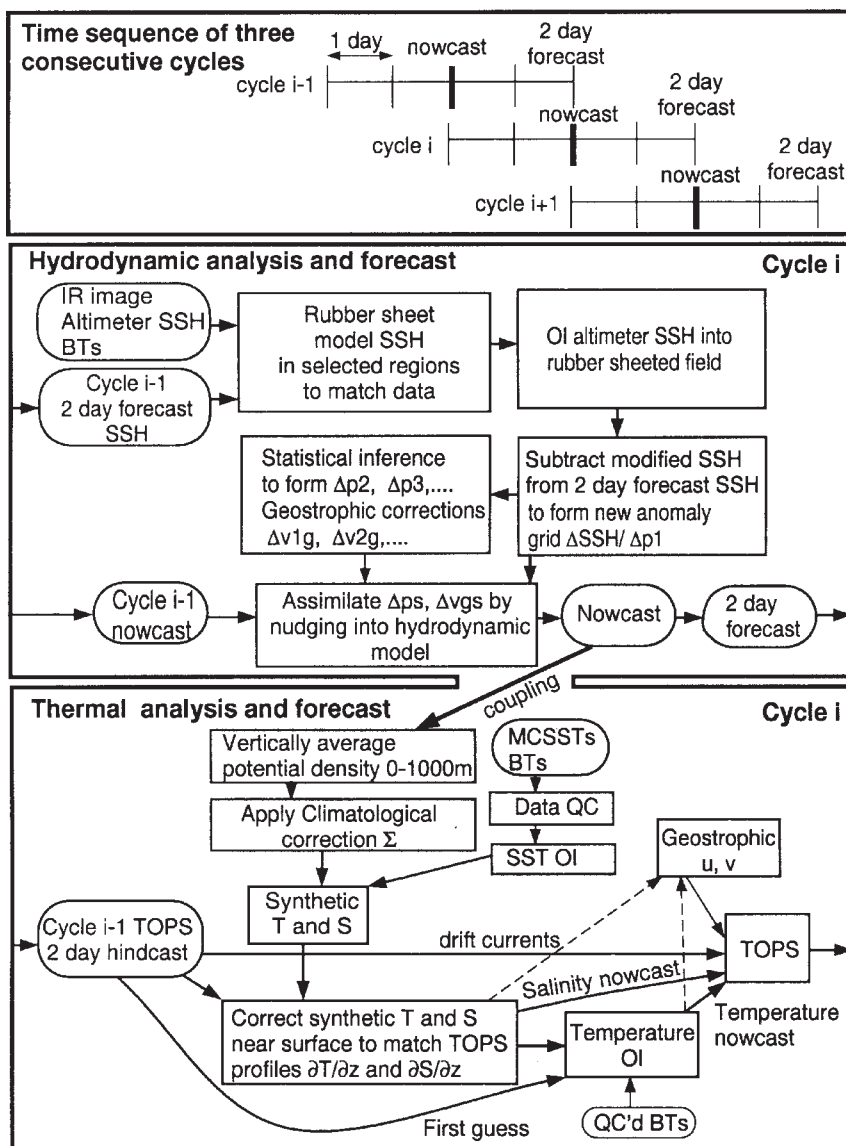 Time sequence of three
consecutive cycles
1 day
nowcast
2 day
forecast
cycle i-1
2 day
forecast
nowcast
cycle i
2 day
forecast
nowcast
cycle i+1
Hydrodynamic analysis and forecast
Cycle i
IR image
Altimeter SSH
BTs
Rubber sheet
model SSH
in selected regions
to match data
OI altimeter SSH into
rubber sheeted field
Cycle i-1
2 day forecast
SSH
Statistical inference
to form Δp2, Δp3,....
Geostrophic corrections
Δv1g, Δv2g,....
Subtract modified SSH
from 2 day forecast SSH
to form new anomaly
grid ΔSSH/ Δp1
Cycle i-1
nowcast
Assimilate Δps, Δvgs by
nudging into hydrodynamic
model
Nowcast
2 day
forecast
coupling
Thermal analysis and forecast
Cycle i
Vertically average
potential density 0-1000m
MCSSTs
BTs
Apply Climatological
correction Σ
Data QC
SST OI
Geostrophic
u, v
Synthetic
T and S
Cycle i-1 TOPS
2 day hindcast
drift currents
TOPS
Salinity nowcast
Correct synthetic T and S
near surface to match TOPS
profiles ∂T/∂z and ∂S/∂z
Temperature
OI
Temperature
nowcast
First guess
QC'd BTs